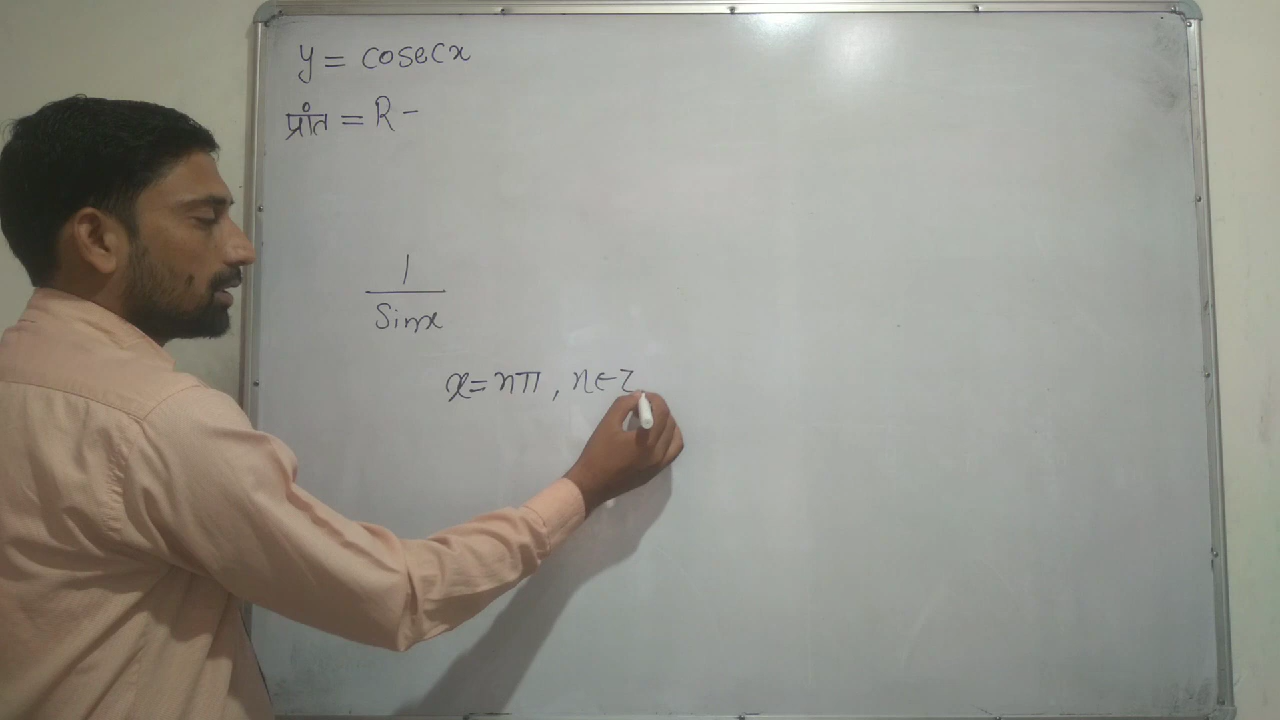 y = cosecx
प्रांत = R -
1
Sinx
x = nπ, n∈z